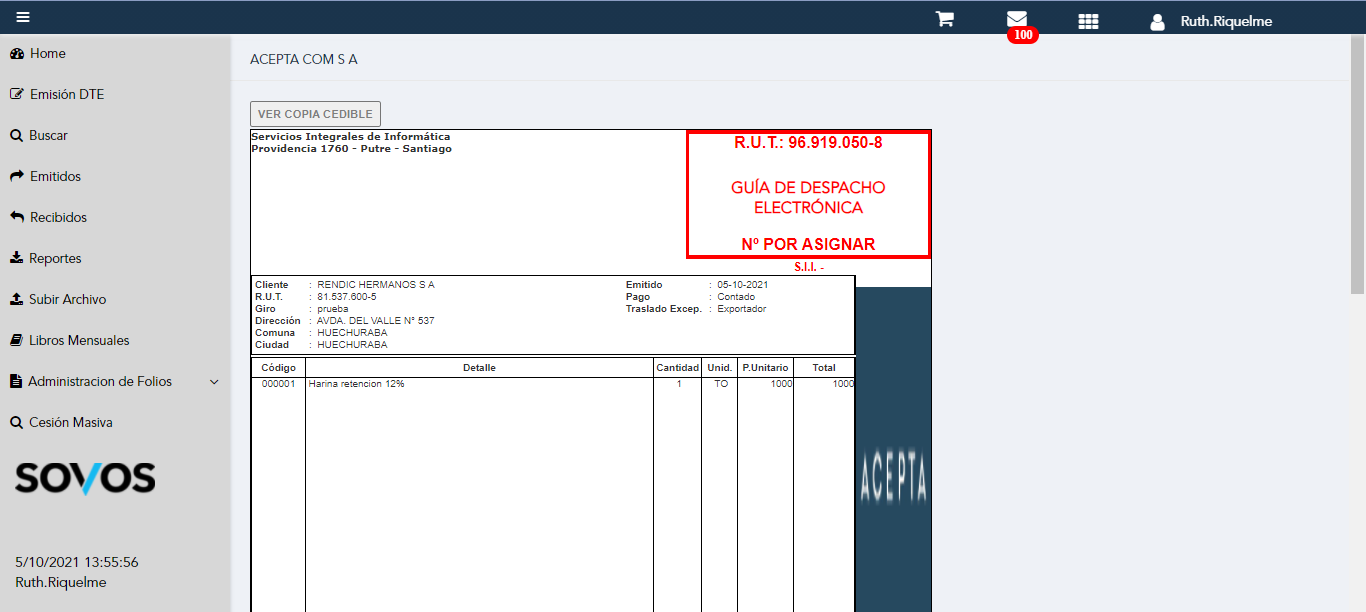 Ruth.Riquelme
100
Home
Emisión DTE
Buscar
Emitidos
Recibidos
Reportes
Subir Archivo
Libros Mensuales
Administracion de Folios
Cesión Masiva
SOVOS
5/10/2021 13:55:56
Ruth.Riquelme
ACEPTA COM S A
VER COPIA CEDIBLE
Servicios Integrales de Informática
Providencia 1760 - Putre - Santiago
R.U.T.: 96.919.050-8
GUÍA DE DESPACHO
ELECTRÓNICA
Nº POR ASIGNAR
S.I.I. -
Cliente : RENDIC HERMANOS S A Emitido : 05-10-2021
R.U.T. : 81.537.600-5 Pago : Contado
Giro : prueba Traslado Excep. : Exportador
Dirección : AVDA. DEL VALLE N° 537
Comuna : HUECHURABA
Ciudad : HUECHURABA
Código Detalle Cantidad Unid. P.Unitario Total
000001 Harina retencion 12% 1 TO 1000 1000
ACEPTA